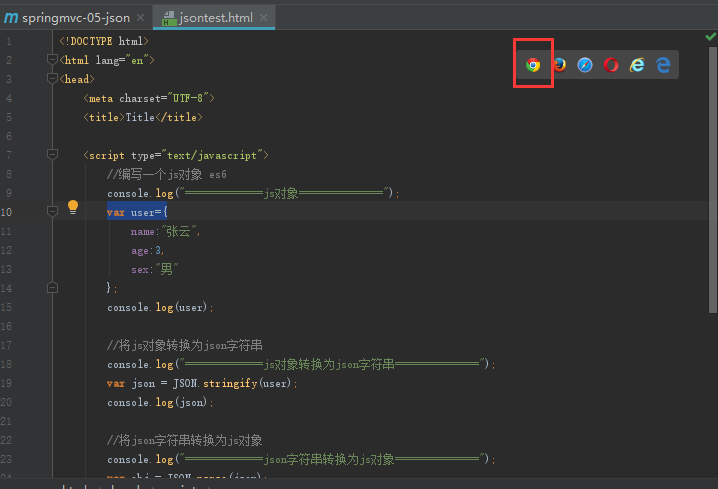 springmvc-05-json × jsontest.html ×
1 <!DOCTYPE html>
2 <html lang="en">
3 <head>
4 <meta charset="UTF-8">
5 <title>Title</title>
6
7 <script type="text/javascript">
8 //编写一个js对象 es6
9 console.log("=============js对象==============");
10 var user={
11 name:"张云",
12 age:3,
13 sex:"男"
14 };
15 console.log(user);
16
17 //将js对象转换为json字符串
18 console.log("=============js对象转换为json字符串==============");
19 var json = JSON.stringify(user);
20 console.log(json);
21
22 //将json字符串转换为js对象
23 console.log("=============json字符串转换为js对象==============");